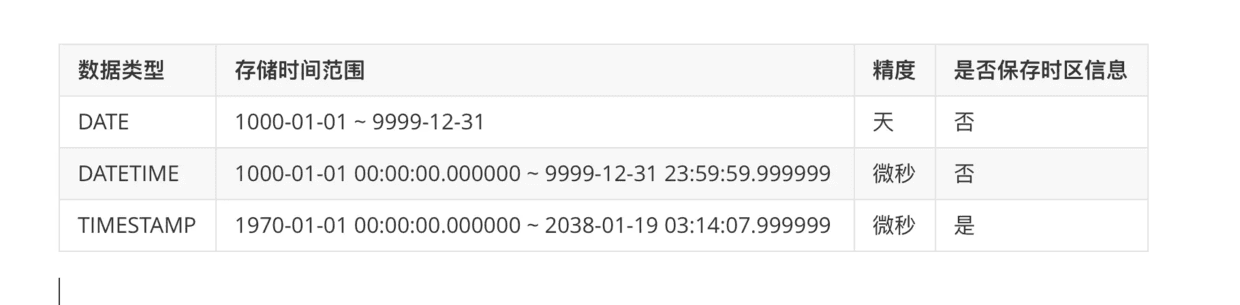 数据类型 存储时间范围 精度 是否保存时区信息
DATE 1000-01-01 ~ 9999-12-31 天 否
DATETIME 1000-01-01 00:00:00.000000 ~ 9999-12-31 23:59:59.999999 微秒 否
TIMESTAMP 1970-01-01 00:00:00.000000 ~ 2038-01-19 03:14:07.999999 微秒 是